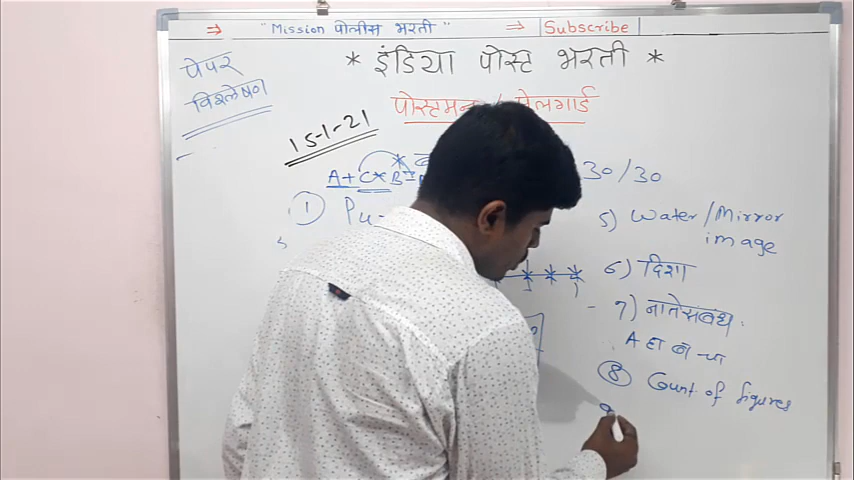 ⇒ "Mission पोलीस भरती" ⇒ Subscribe
पेपर
विश्लेषण
* इंडिया पोस्ट भरती *
पोस्टमन / मेलगार्ड
15-1-21
A+C*B
30/30
①
5) Water/Mirror
image
6) दिशा
7) नातेसंबंध.
A हा B चा
⑧ Count of figures